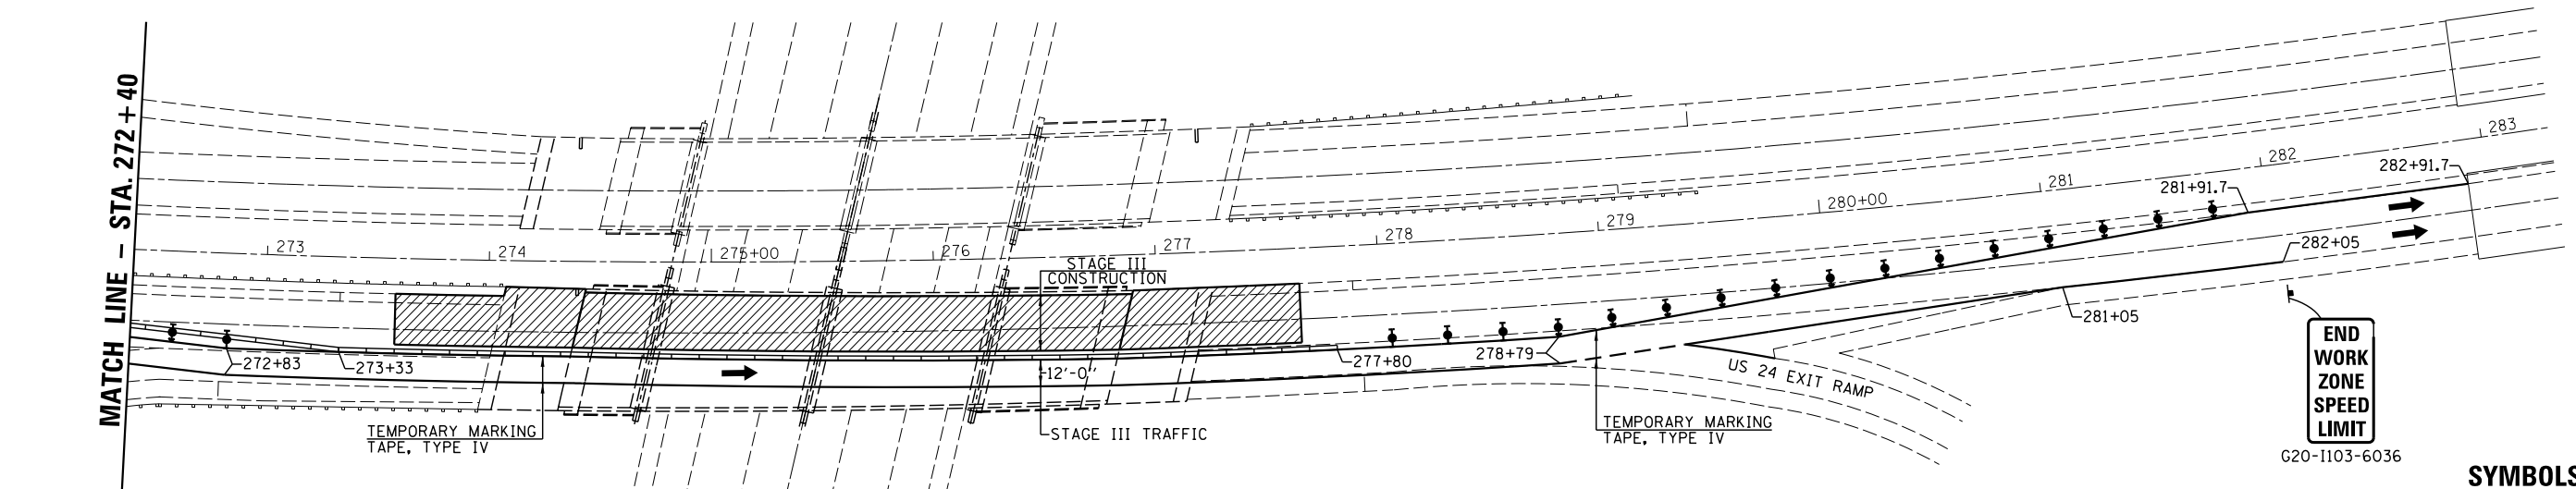 MATCH LINE - STA. 272+40
273
274
275+00
276
277
278
279
280+00
281
282
283
281+91.7
282+91.7
282+05
281+05
STAGE III
CONSTRUCTION
272+83
273+33
12'-0"
277+80
278+79
US 24 EXIT RAMP
TEMPORARY MARKING
TAPE, TYPE IV
STAGE III TRAFFIC
TEMPORARY MARKING
TAPE, TYPE IV
END
WORK
ZONE
SPEED
LIMIT
G20-I103-6036
SYMBOLS